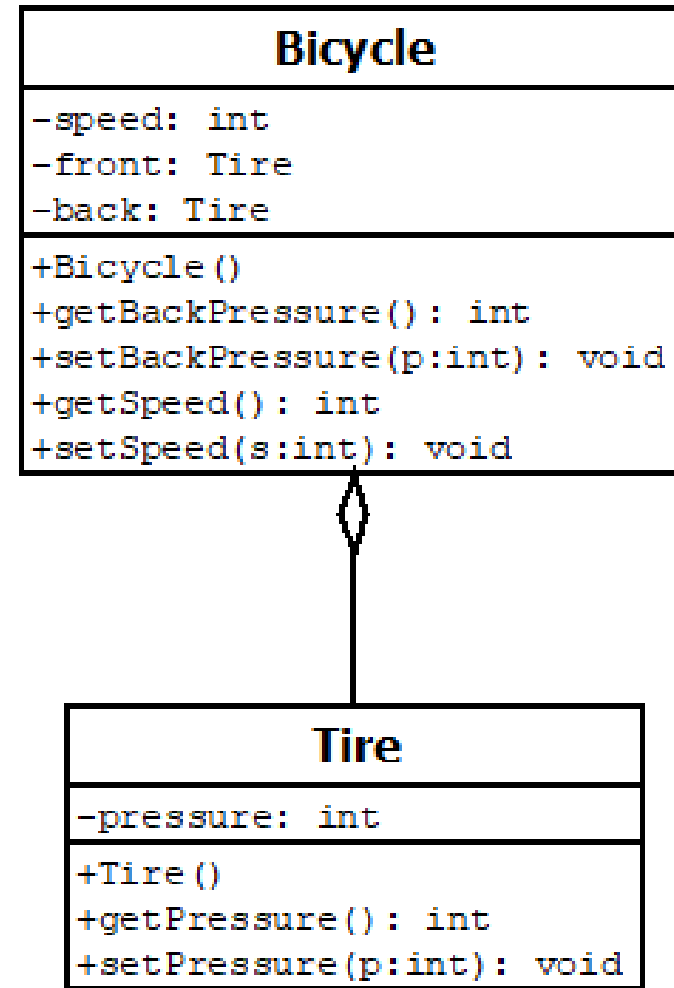 Bicycle
-speed: int
-front: Tire
-back: Tire
+Bicycle()
+getBackPressure(): int
+setBackPressure(p:int): void
+getSpeed(): int
+setSpeed(s:int): void
Tire
-pressure: int
+Tire()
+getPressure(): int
+setPressure(p:int): void